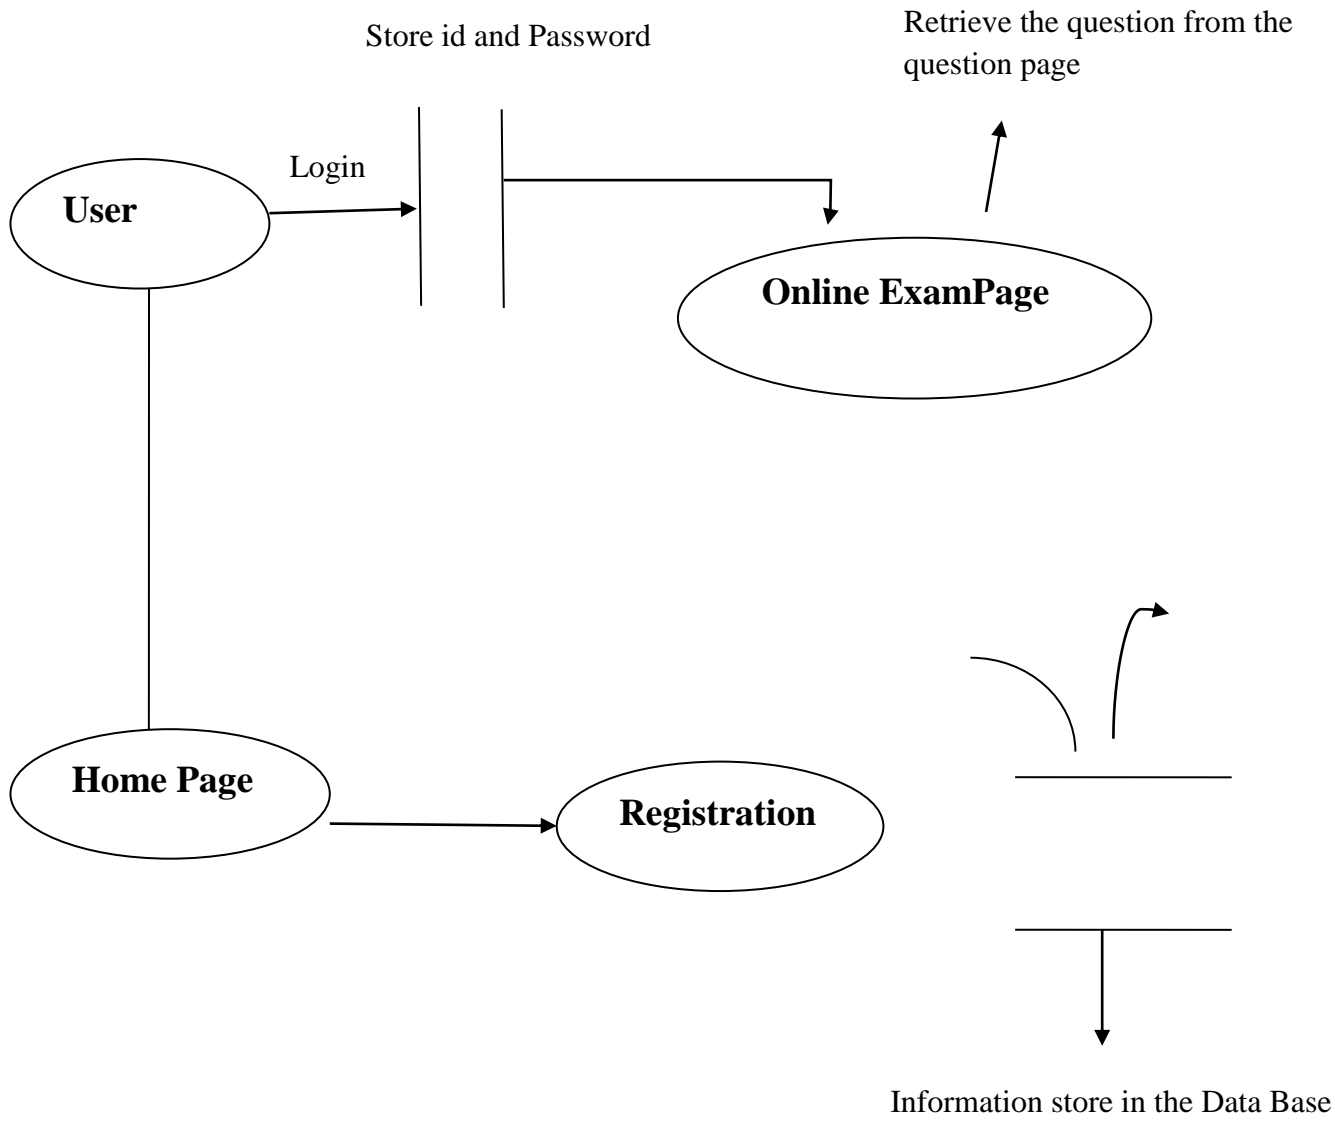 Store id and Password
Retrieve the question from the
question page
Login
User
Online ExamPage
Home Page
Registration
Information store in the Data Base